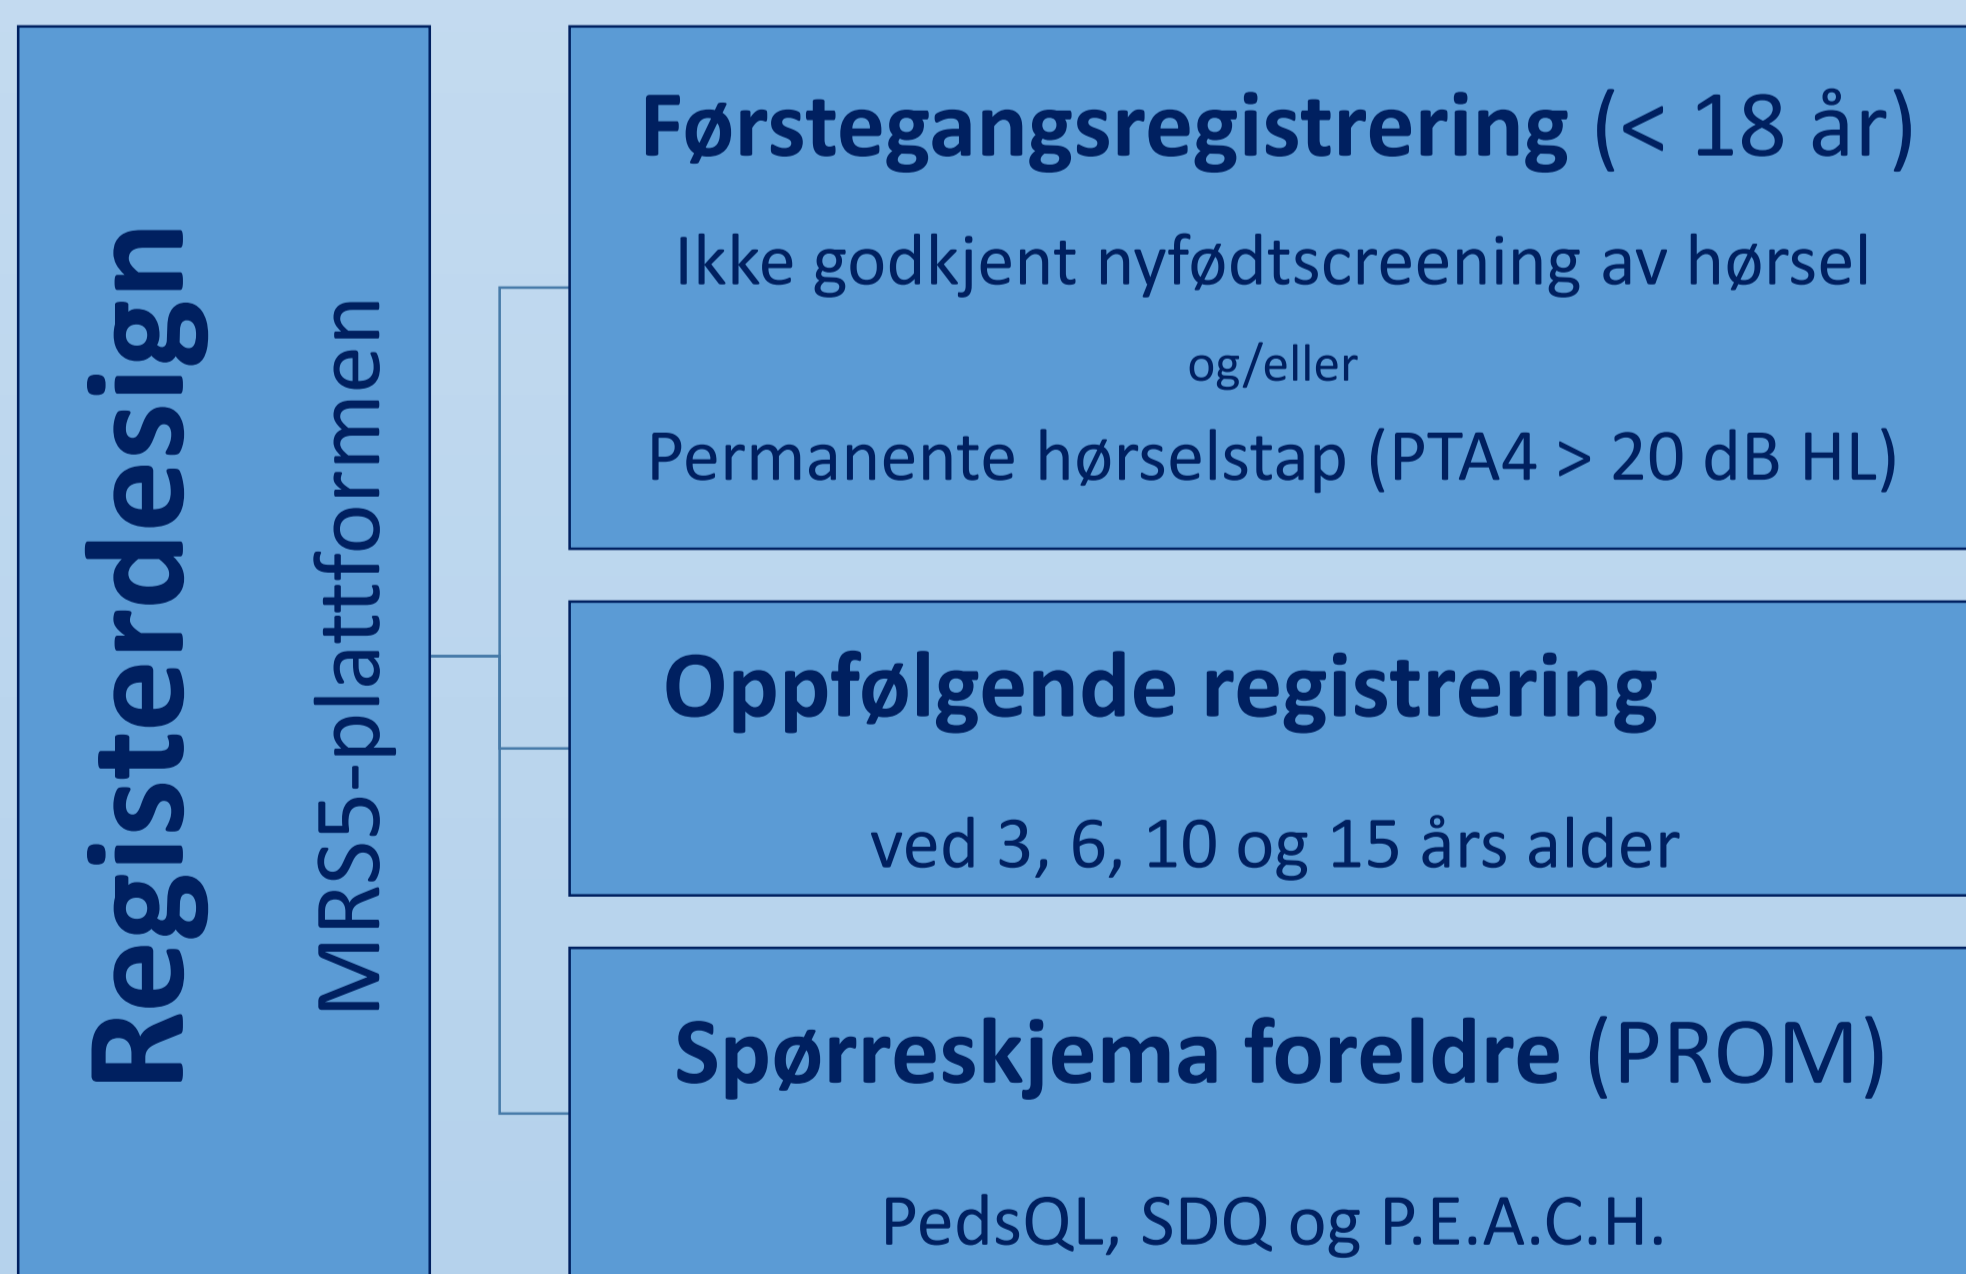 Registerdesign
MRS5-plattformen
Førstegangsregistrering (< 18 år)
Ikke godkjent nyfødtscreening av hørsel
og/eller
Permanente hørselstap (PTA4 > 20 dB HL)
Oppfølgende registrering
ved 3, 6, 10 og 15 års alder
Spørreskjema foreldre (PROM)
PedsQL, SDQ og P.E.A.C.H.